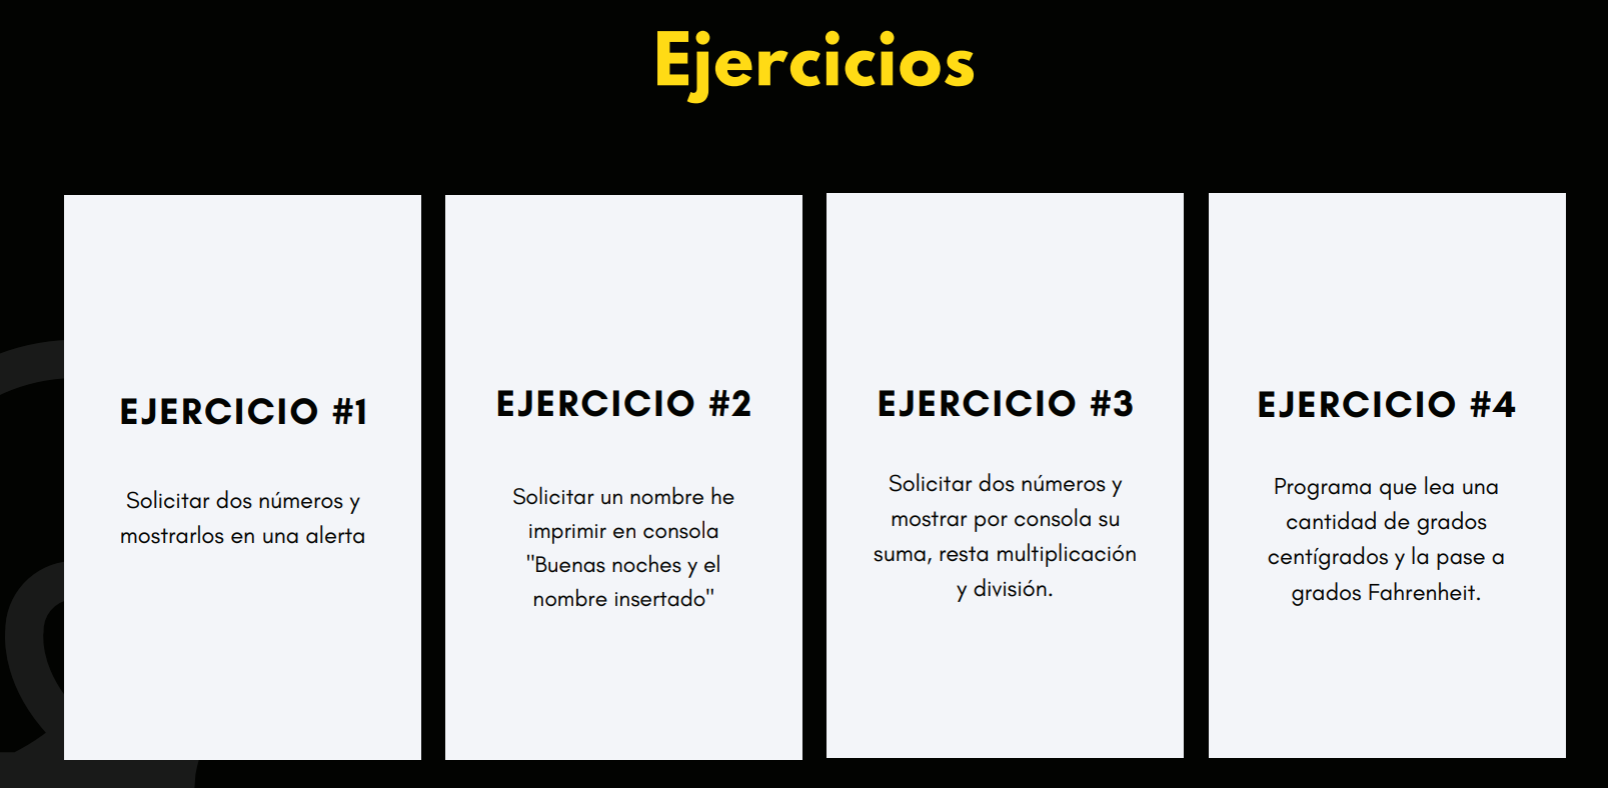 Ejercicios
EJERCICIO #1
Solicitar dos números y
mostrarlos en una alerta
EJERCICIO #2
Solicitar un nombre he
imprimir en consola
"Buenas noches y el
nombre insertado"
EJERCICIO #3
Solicitar dos números y
mostrar por consola su
suma, resta multiplicación
y división.
EJERCICIO #4
Programa que lea una
cantidad de grados
centígrados y la pase a
grados Fahrenheit.